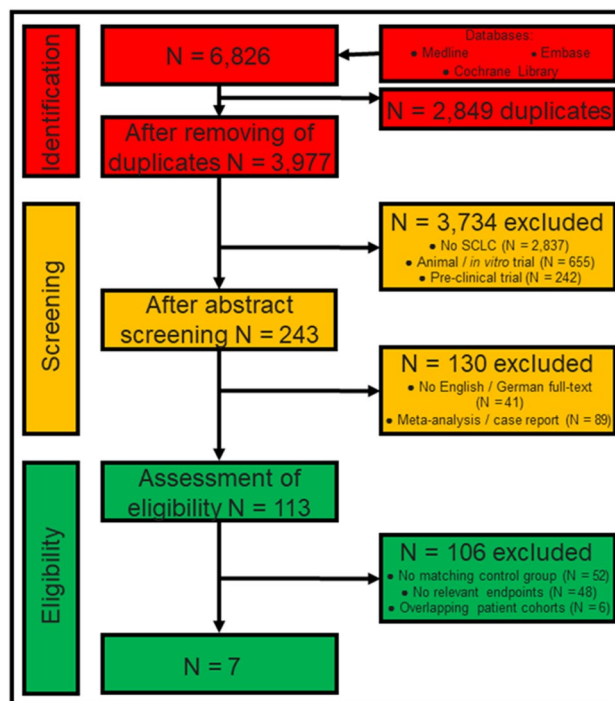 Identification
N = 6,826
Databases:
• Medline • Embase
• Cochrane Library
N = 2,849 duplicates
After removing of
duplicates N = 3,977
Screening
N = 3,734 excluded
• No SCLC (N = 2,837)
• Animal / in vitro trial (N = 655)
• Pre-clinical trial (N = 242)
After abstract
screening N = 243
N = 130 excluded
• No English / German full-text
(N = 41)
• Meta-analysis / case report (N = 89)
Eligibility
Assessment of
eligibility N = 113
N = 106 excluded
• No matching control group (N = 52)
• No relevant endpoints (N = 48)
• Overlapping patient cohorts (N = 6)
N = 7